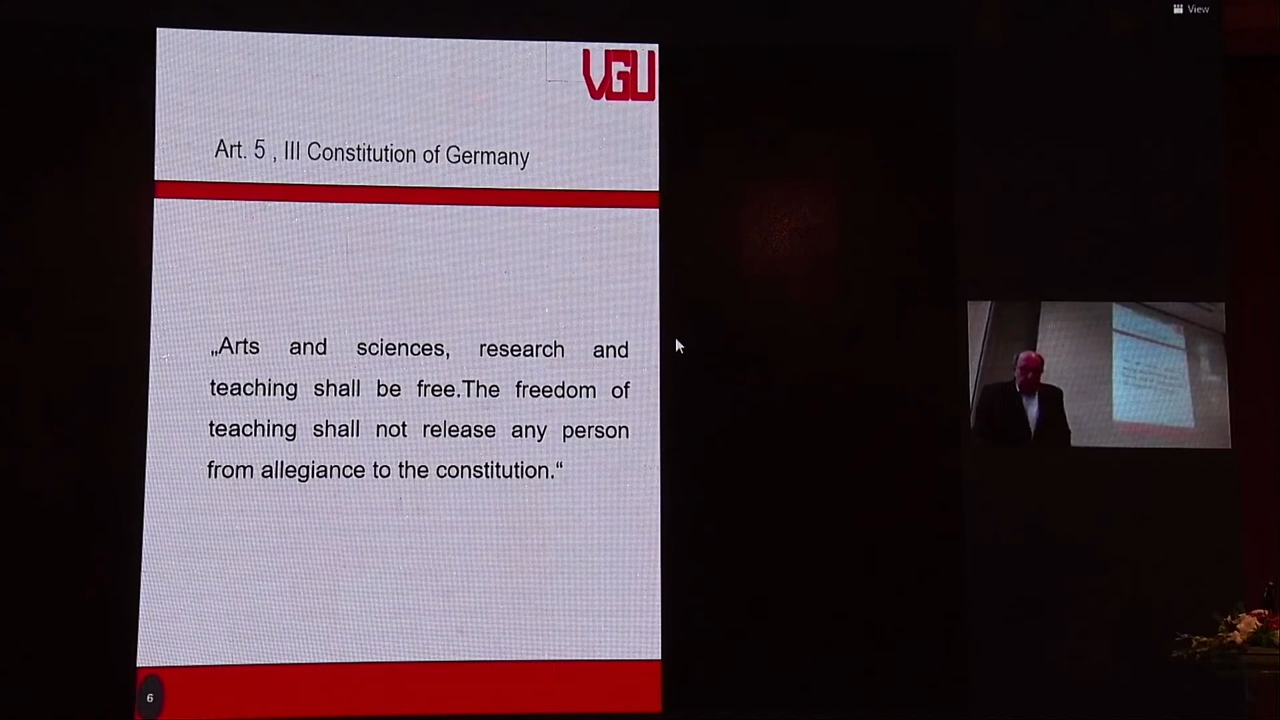 View
VGU
Art. 5 , III Constitution of Germany
„Arts and sciences, research and
teaching shall be free.The freedom of
teaching shall not release any person
from allegiance to the constitution.“
6